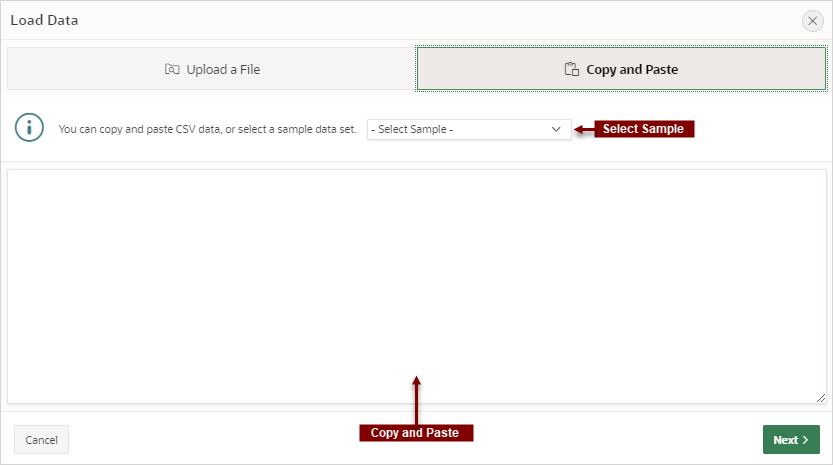 Load Data
Upload a File
Copy and Paste
You can copy and paste CSV data, or select a sample data set.
- Select Sample -
Select Sample
Copy and Paste
Cancel
Next